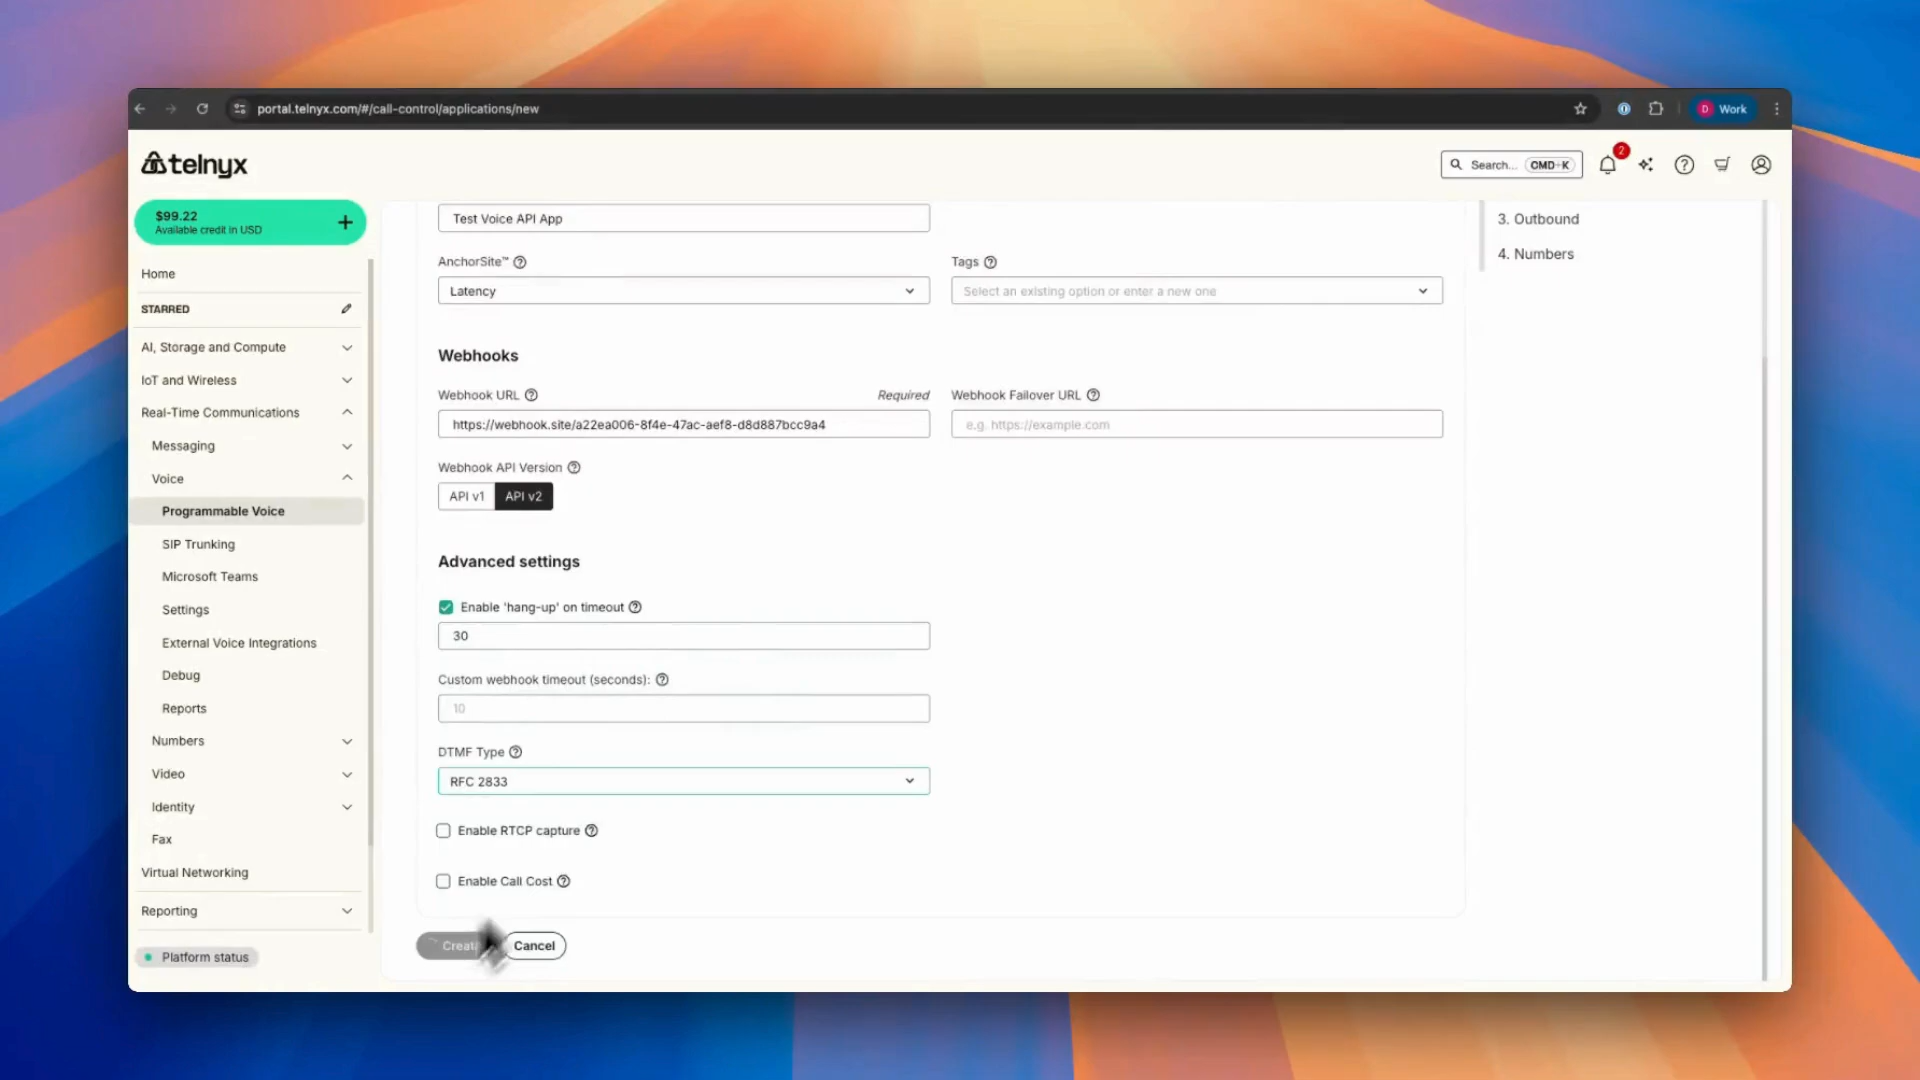 portal.telnyx.com/#/call-control/applications/new
D Work
telnyx
Search... CMD+K
2
$99.22
Available credit in USD
Home
STARRED
AI, Storage and Compute
IoT and Wireless
Real-Time Communications
Messaging
Voice
Programmable Voice
SIP Trunking
Microsoft Teams
Settings
External Voice Integrations
Debug
Reports
Numbers
Video
Identity
Fax
Virtual Networking
Reporting
Platform status
Test Voice API App
AnchorSite™
Latency
Tags
Select an existing option or enter a new one
Webhooks
Webhook URL Required
https://webhook.site/a22ea006-8f4e-47ac-aef8-d8d887bcc9a4
Webhook Failover URL
e.g. https://example.com
Webhook API Version
API v1 API v2
Advanced settings
Enable 'hang-up' on timeout
30
Custom webhook timeout (seconds):
10
DTMF Type
RFC 2833
Enable RTCP capture
Enable Call Cost
Cancel
3. Outbound
4. Numbers